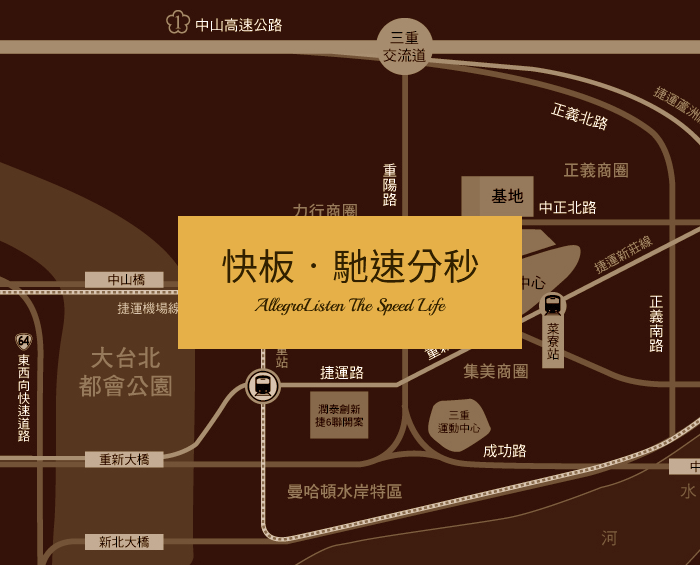 1
中山高速公路
三重
交流道
捷運蘆洲
正義北路
重陽路
正義商圈
基地
中正北路
力行商圈
快板·馳速分秒
AllegroListen The Speed Life
中心
捷運新莊線
中山橋
捷運機場線
菜寮站
正義南路
64
東西向快速道路
大台北
都會公園
重站
重新
捷運路
集美商圈
潤泰創新
捷6聯開案
三重
運動中心
成功路
重新大橋
中
曼哈頓水岸特區
水
新北大橋
河